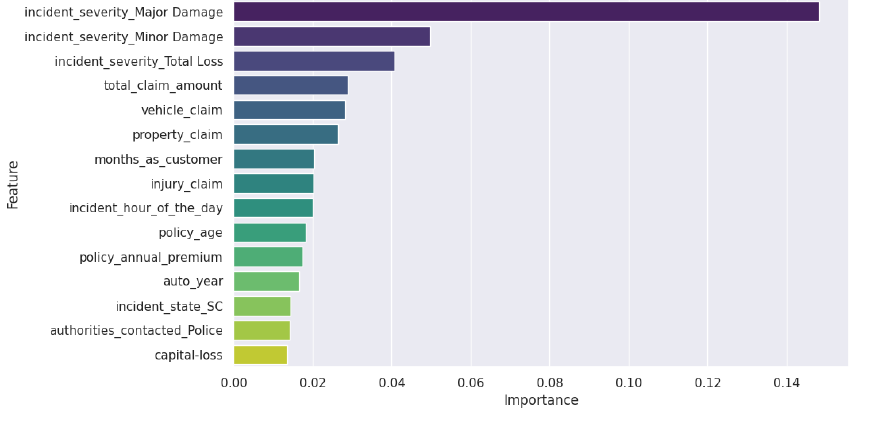 incident_severity_Major Damage
incident_severity_Minor Damage
incident_severity_Total Loss
total_claim_amount
vehicle_claim
property_claim
months_as_customer
injury_claim
incident_hour_of_the_day
policy_age
policy_annual_premium
auto_year
incident_state_SC
authorities_contacted_Police
capital-loss
Feature
0.00 0.02 0.04 0.06 0.08 0.10 0.12 0.14
Importance